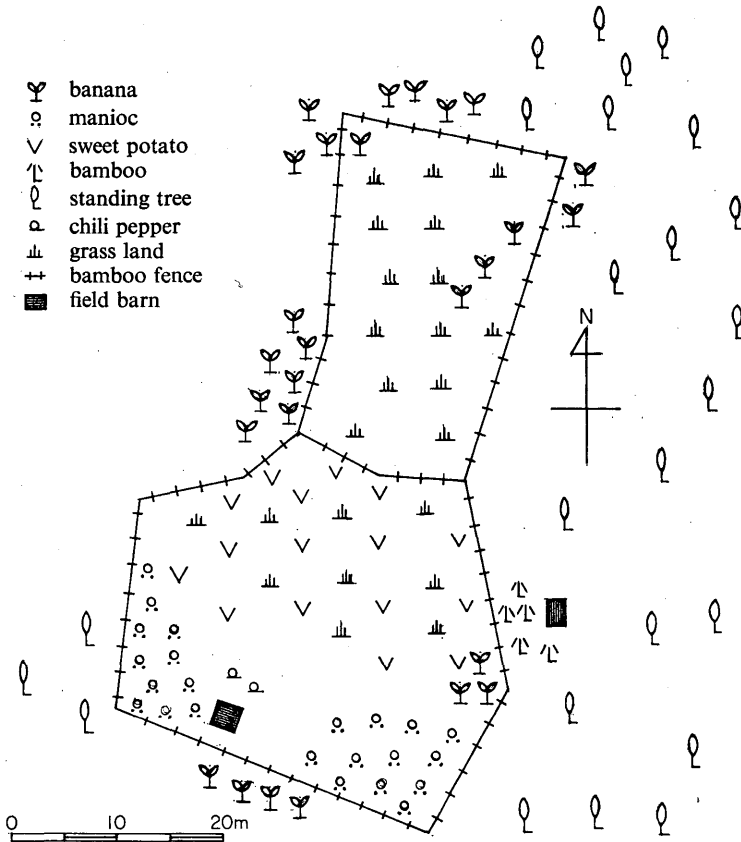 banana
manioc
sweet potato
bamboo
standing tree
chili pepper
grass land
bamboo fence
field barn
N
0 10 20m